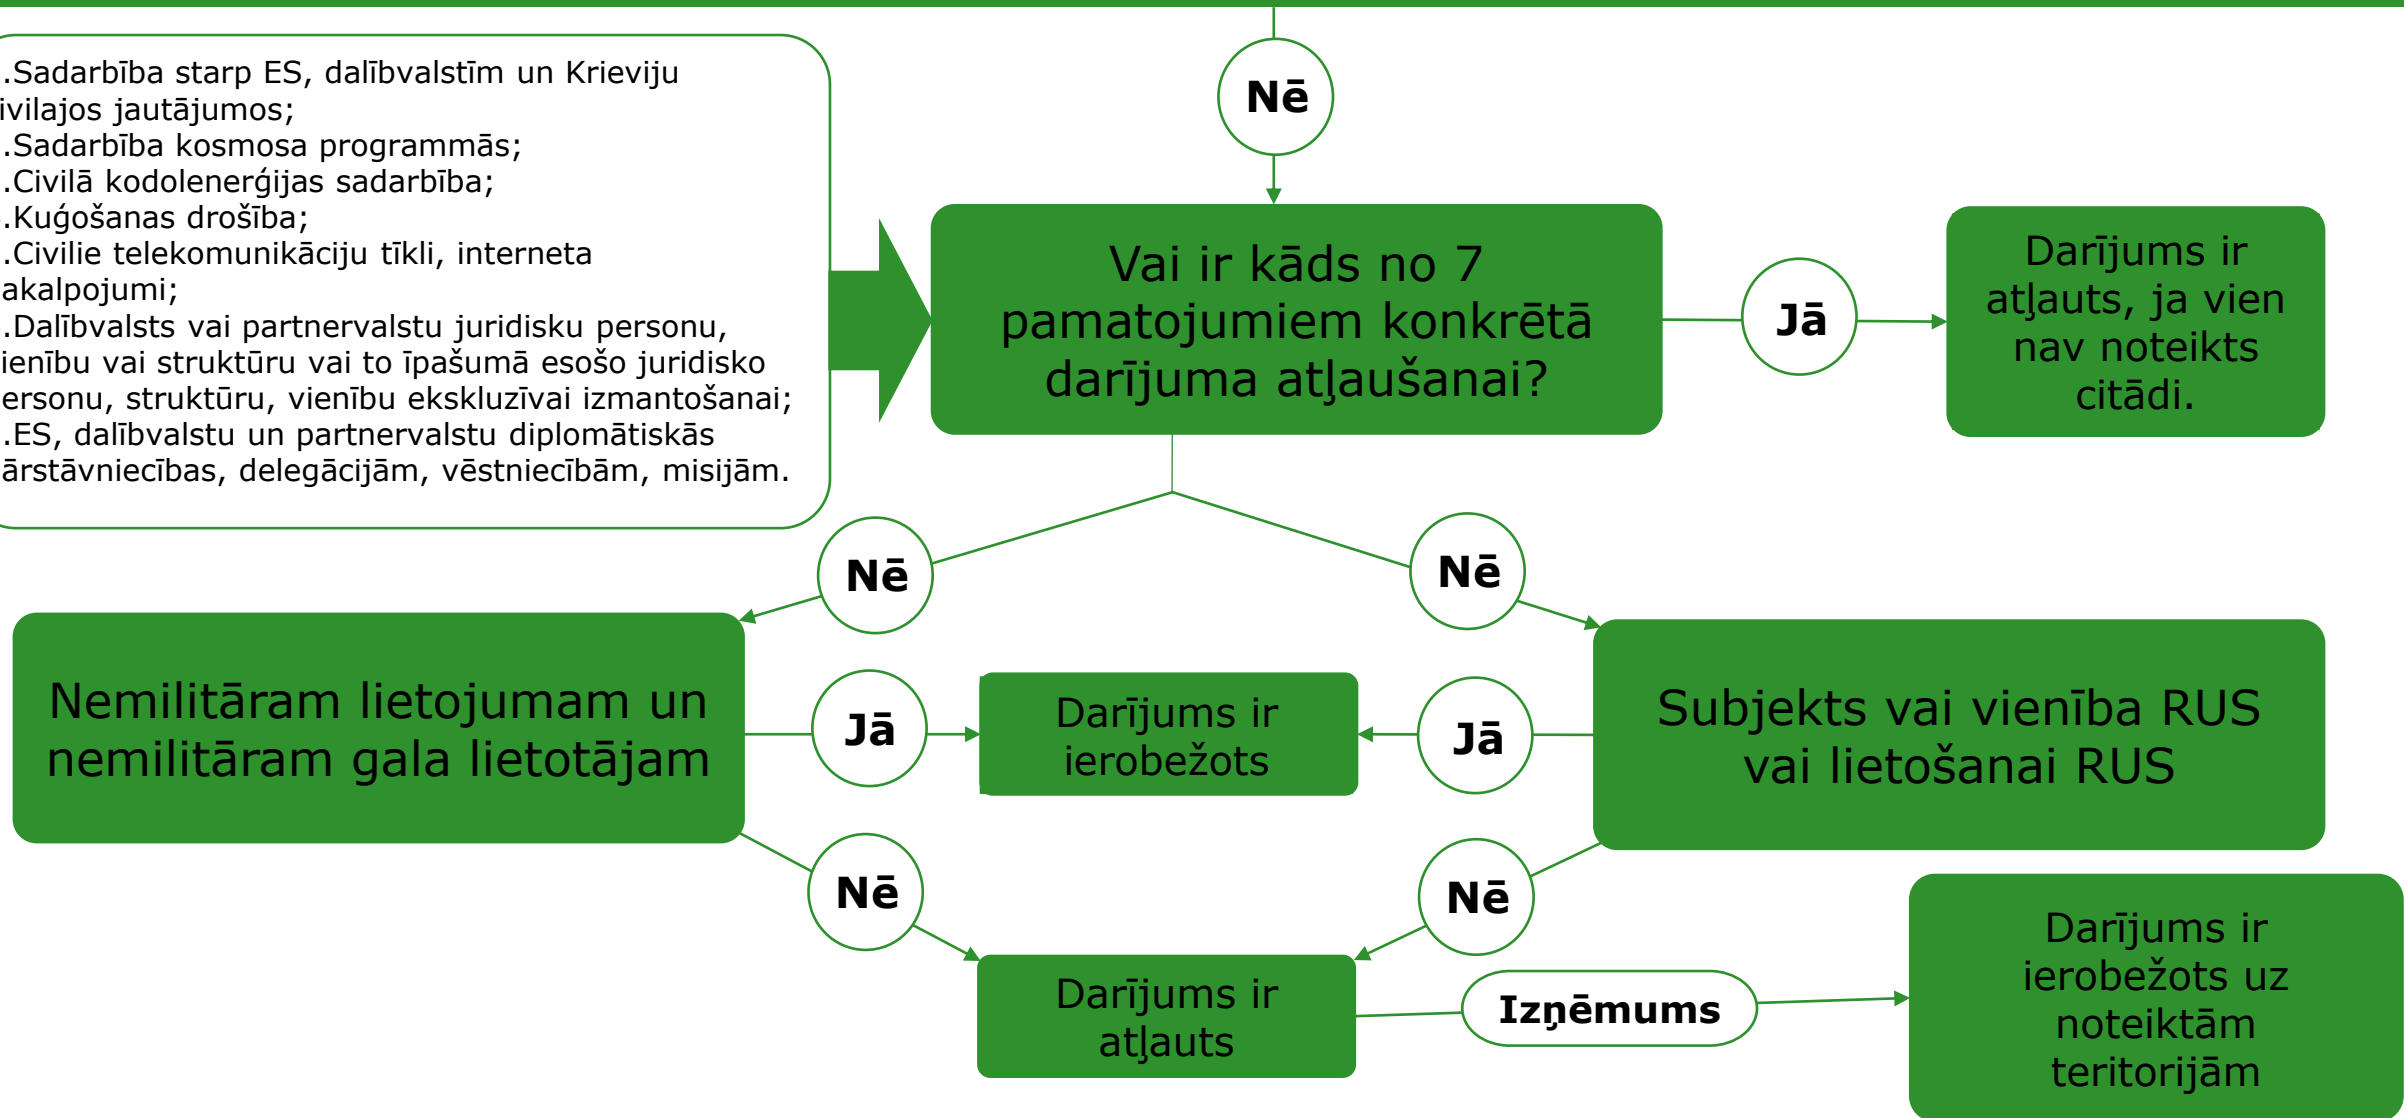 .Sadarbība starp ES, dalībvalstīm un Krieviju
ivilajos jautājumos;
.Sadarbība kosmosa programmās;
.Civilā kodolenerģijas sadarbība;
.Kuģošanas drošība;
.Civilie telekomunikāciju tīkli, interneta
akalpojumi;
.Dalībvalsts vai partnervalstu juridisku personu,
ienību vai struktūru vai to īpašumā esošo juridisko
ersonu, struktūru, vienību ekskluzīvai izmantošanai;
.ES, dalībvalstu un partnervalstu diplomātiskās
ārstāvniecības, delegācijām, vēstniecībām, misijām.
Nē
Vai ir kāds no 7
pamatojumiem konkrētā
darījuma atļaušanai?
Jā
Darījums ir
atļauts, ja vien
nav noteikts
citādi.
Nē
Nē
Nemilitāram lietojumam un
nemilitāram gala lietotājam
Jā
Darījums ir
ierobežots
Jā
Subjekts vai vienība RUS
vai lietošanai RUS
Nē
Nē
Darījums ir
atļauts
Izņēmums
Darījums ir
ierobežots uz
noteiktām
teritorijām